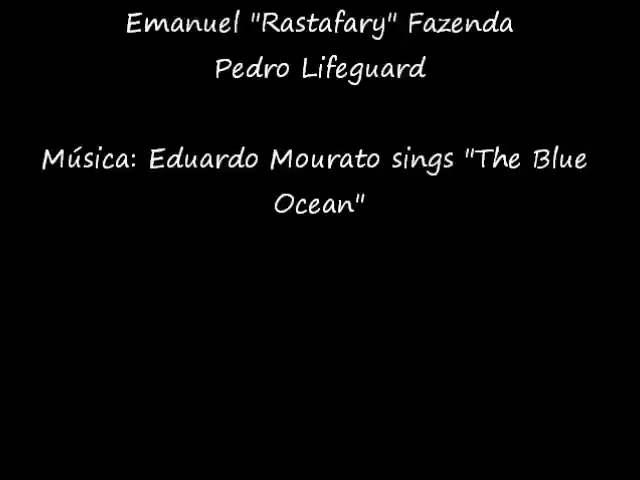 Emanuel "Rastafary" Fazenda
Pedro Lifeguard
Música: Eduardo Mourato sings "The Blue
Ocean"